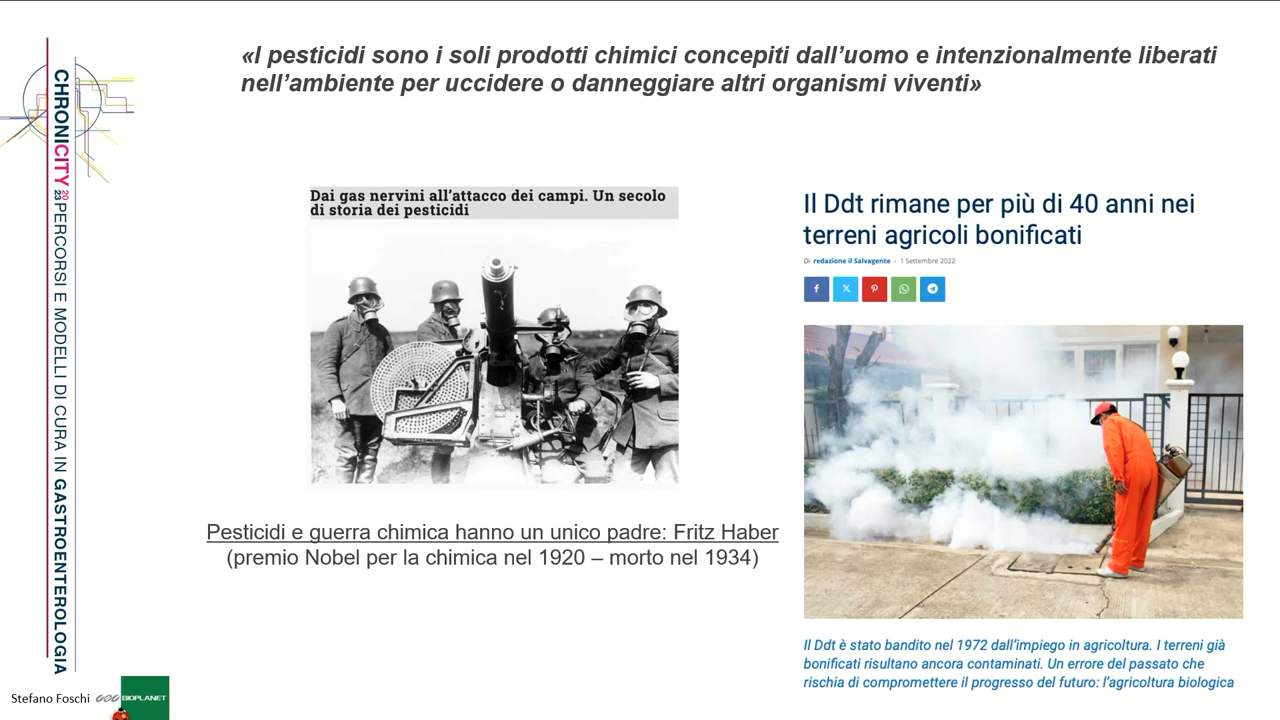 «I pesticidi sono i soli prodotti chimici concepiti dall’uomo e intenzionalmente liberati
nell’ambiente per uccidere o danneggiare altri organismi viventi»
CHRONICITY 2023 PERCORSI E MODELLI DI CURA IN GASTROENTEROLOGIA
Dai gas nervini all’attacco dei campi. Un secolo
di storia dei pesticidi
Pesticidi e guerra chimica hanno un unico padre: Fritz Haber
(premio Nobel per la chimica nel 1920 – morto nel 1934)
Il Ddt rimane per più di 40 anni nei
terreni agricoli bonificati
Di redazione il Salvagente - 1 Settembre 2022
Il Ddt è stato bandito nel 1972 dall’impiego in agricoltura. I terreni già
bonificati risultano ancora contaminati. Un errore del passato che
rischia di compromettere il progresso del futuro: l’agricoltura biologica
Stefano Foschi
BIOPLANET